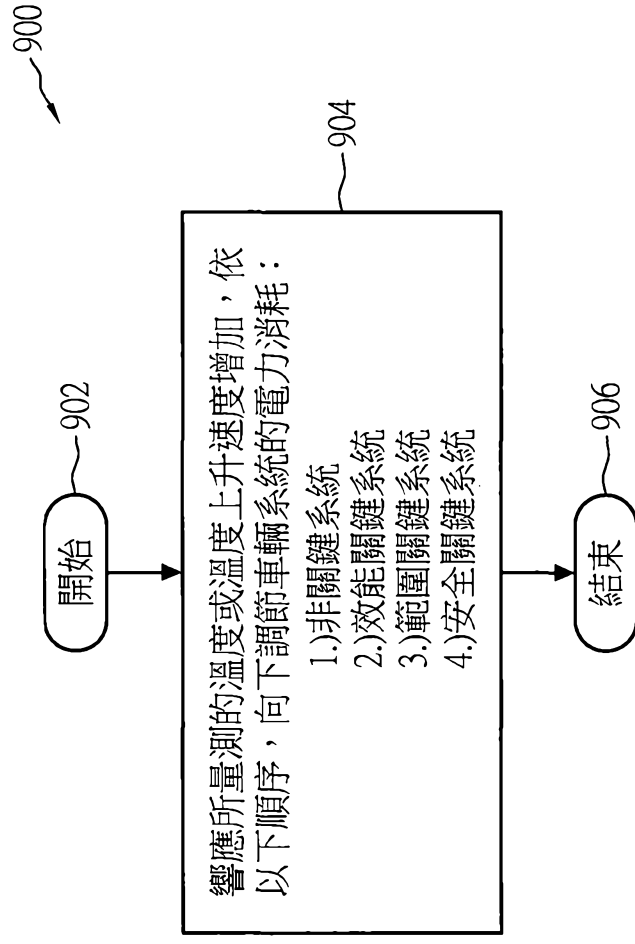 900
902
開始
904
響應所量測的溫度或溫度上升速度增加，依
以下順序，向下調節車輛系統的電力消耗：
1.)非關鍵系統
2.)效能關鍵系統
3.)範圍關鍵系統
4.)安全關鍵系統
906
結束